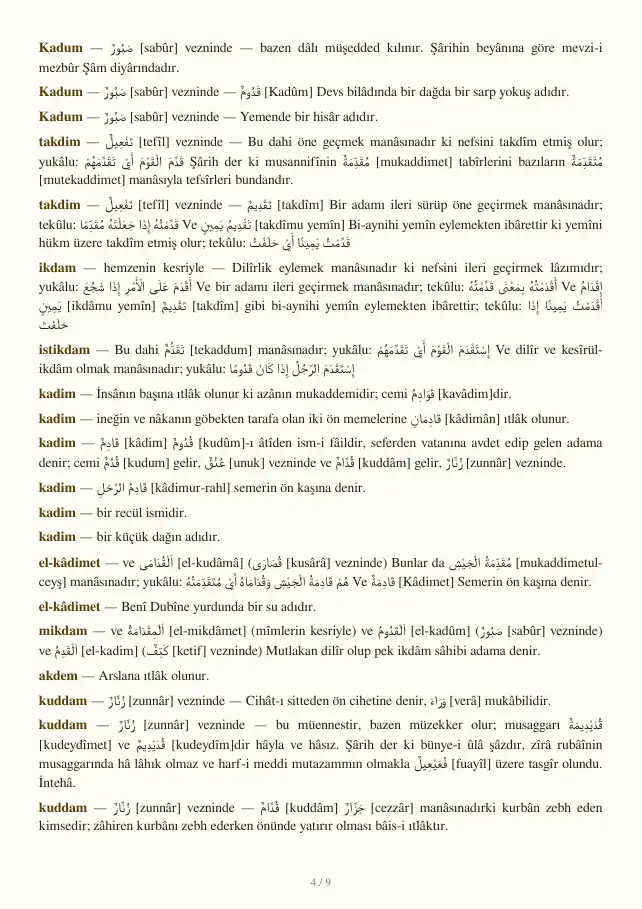 Kadum — صَبُورٌ [sabûr] vezninde — bazen dâlı müşedded kılınır. Şârihin beyânına göre mevzi-i
mezbûr Şâm diyârındadır.
Kadum — صَبُورٌ [sabûr] vezninde — قَدُومٌ [Kadûm] Devs bilâdında bir dağda bir sarp yokuş adıdır.
Kadum — صَبُورٌ [sabûr] vezninde — Yemende bir hisâr adıdır.
takdim — تَفْعِيلٌ [tefîl] vezninde — Bu dahi öne geçmek manâsınadır ki nefsini takdîm etmiş olur;
yukâlu: قَدَّمَ الْقَوْمَ أَيْ تَقَدَّمَهُمْ Şârih der ki musannifînin مُقَدِّمَةٌ [mukaddimet] tabîrlerini bazıların مُتَقَدِّمَةٌ
[mutekaddimet] manâsıyla tefsîrleri bundandır.
takdim — تَفْعِيلٌ [tefîl] vezninde — تَقْدِيمٌ [takdîm] Bir adamı ileri sürüp öne geçirmek manâsınadır;
tekûlu: قَدَّمْتُهُ إِذَا جَعَلْتَهُ مُقَدِّمًا Ve تَقْدِيمُ يَمِينٍ [takdîmu yemîn] Bi-aynihi yemîn eylemekten ibârettir ki yemîni
hükm üzere takdîm etmiş olur; tekûlu: قَدَّمْتُ يَمِينًا أَيْ حَلَفْتُ
ikdam — hemzenin kesriyle — Dilîrlik eylemek manâsınadır ki nefsini ileri geçirmek lâzımıdır;
yukâlu: أَقْدَمَ عَلَى الْأَمْرِ إِذَا شَجُعَ Ve bir adamı ileri geçirmek manâsınadır; tekûlu: أَقْدَمْتُهُ بِمَعْنَى قَدَّمْتُهُ Ve إِقْدَامُ
يَمِينٍ [ikdâmu yemîn] تَقْدِيمٌ [takdîm] gibi bi-aynihi yemîn eylemekten ibârettir; tekûlu: أَقْدَمْتُ يَمِينًا إِذَا
حَلَفْتَ
istikdam — Bu dahi تَقَدُّمٌ [tekaddum] manâsınadır; yukâlu: إِسْتَقْدَمَ الْقَوْمَ أَيْ تَقَدَّمَهُمْ Ve dilîr ve kesîrül-
ikdâm olmak manâsınadır; yukâlu: إِسْتَقْدَمَ الرَّجُلُ إِذَا كَانَ قَدُومًا
kadim — İnsânın başına ıtlâk olunur ki azânın mukaddemidir; cemi قَوَادِمُ [kavâdim]dir.
kadim — ineğin ve nâkanın göbekten tarafa olan iki ön memelerine قَادِمَانِ [kâdimân] ıtlâk olunur.
kadim — قَادِمٌ [kâdim] قُدُومٌ [kudûm]-ı âtîden ism-i fâildir, seferden vatanına avdet edip gelen adama
denir; cemi قُدُمٌ [kudum] gelir, عُنُقٌ [unuk] vezninde ve قُدَّامٌ [kuddâm] gelir, زُنَّارٌ [zunnâr] vezninde.
kadim — قَادِمُ الرَّحْلِ [kâdimur-rahl] semerin ön kaşına denir.
kadim — bir recül ismidir.
kadim — bir küçük dağın adıdır.
el-kâdimet — ve اَلْقُدَامَى [el-kudâmâ] (قُصَارَى [kusârâ] vezninde) Bunlar da مُقَدِّمَةُ الْجَيْشِ [mukaddimetul-
ceyş] manâsınadır; yukâlu: هُمْ قَادِمَةُ الْجَيْشِ وَقُدَامَاهُ أَيْ مُتَقَدِّمَتُهُ Ve قَادِمَةٌ [Kâdimet] Semerin ön kaşına denir.
el-kâdimet — Benî Dubîne yurdunda bir su adıdır.
mikdam — ve اَلْمِقْدَامَةُ [el-mikdâmet] (mîmlerin kesriyle) ve اَلْقَدُومُ [el-kadûm] (صَبُورٌ [sabûr] vezninde)
ve اَلْقَدِمُ [el-kadim] (كَتِفٌ [ketif] vezninde) Mutlakan dilîr olup pek ikdâm sâhibi adama denir.
akdem — Arslana ıtlâk olunur.
kuddam — زُنَّارٌ [zunnâr] vezninde — Cihât-ı sitteden ön cihetine denir, وَرَاءَ [verâ] mukâbilidir.
kuddam — زُنَّارٌ [zunnâr] vezninde — bu müennestir, bazen müzekker olur; musaggarı قُدَيْدِيمَةٌ
[kudeydîmet] ve قُدَيْدِيمٌ [kudeydîm]dir hâyla ve hâsız. Şârih der ki bünye-i ûlâ şâzdır, zîrâ rubâînin
musaggarında hâ lâhık olmaz ve harf-i meddi mutazammın olmakla فُعَيْعِيلٌ [fuayîl] üzere tasgîr olundu.
İntehâ.
kuddam — زُنَّارٌ [zunnâr] vezninde — قُدَّامٌ [kuddâm] جَزَّارٌ [cezzâr] manâsınadırki kurbân zebh eden
kimsedir; zâhiren kurbânı zebh ederken önünde yatırır olması bâis-i ıtlâktır.
4 / 9